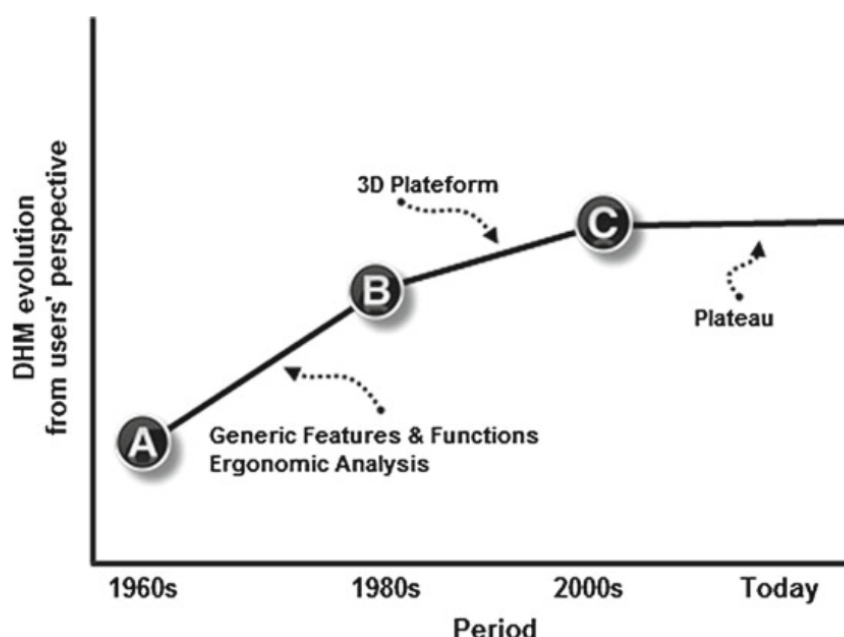 DHM evolution
from users' perspective
3D Plateform
C
B
Plateau
A
Generic Features & Functions
Ergonomic Analysis
1960s 1980s 2000s Today
Period